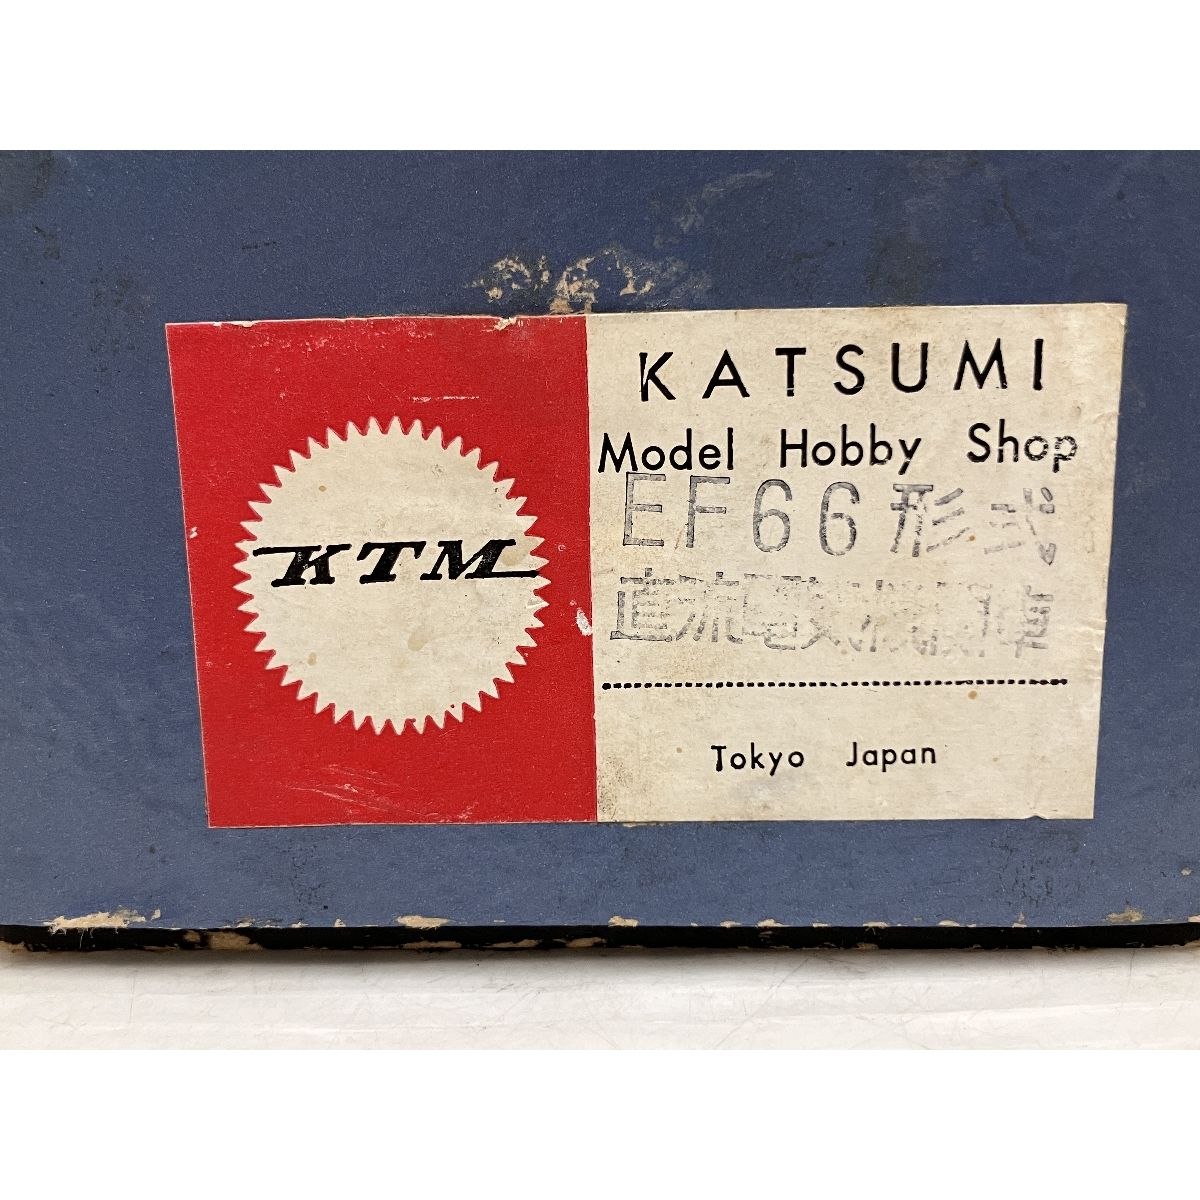 KTM
KATSUMI
Model Hobby Shop
EF66形
直流電気機関車
Tokyo Japan